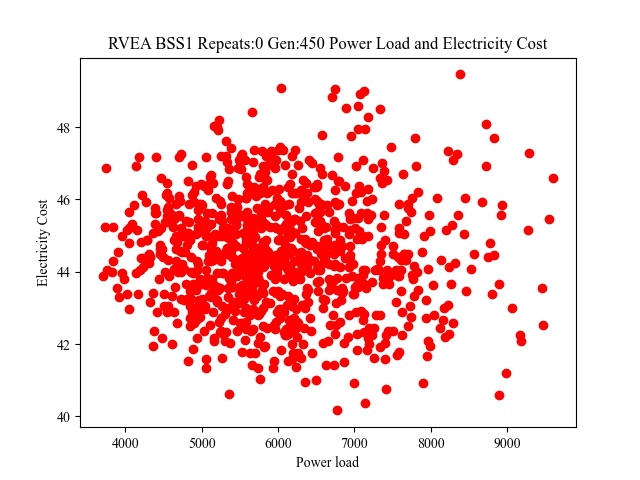 RVEA BSS1 Repeats:0 Gen:450 Power Load and Electricity Cost
48
46
44
42
40
Electricity Cost
4000 5000 6000 7000 8000 9000
Power load